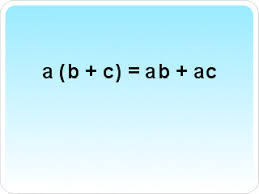 a (b + c) = ab + ac